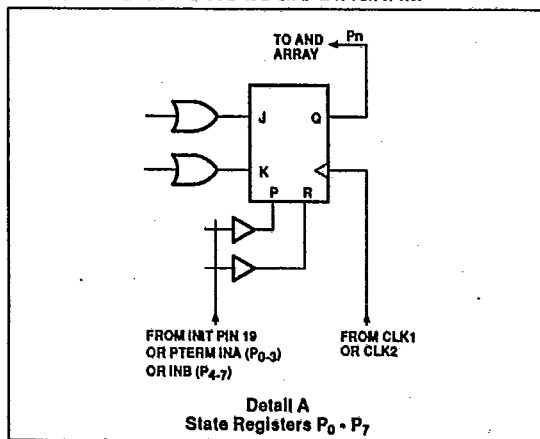 TO AND Pn
ARRAY
J Q
K
P R
FROM INIT PIN 19
OR PTERM INA (P0-3)
OR INB (P4-7)
FROM CLK1
OR CLK2
Detail A
State Registers P0 - P7